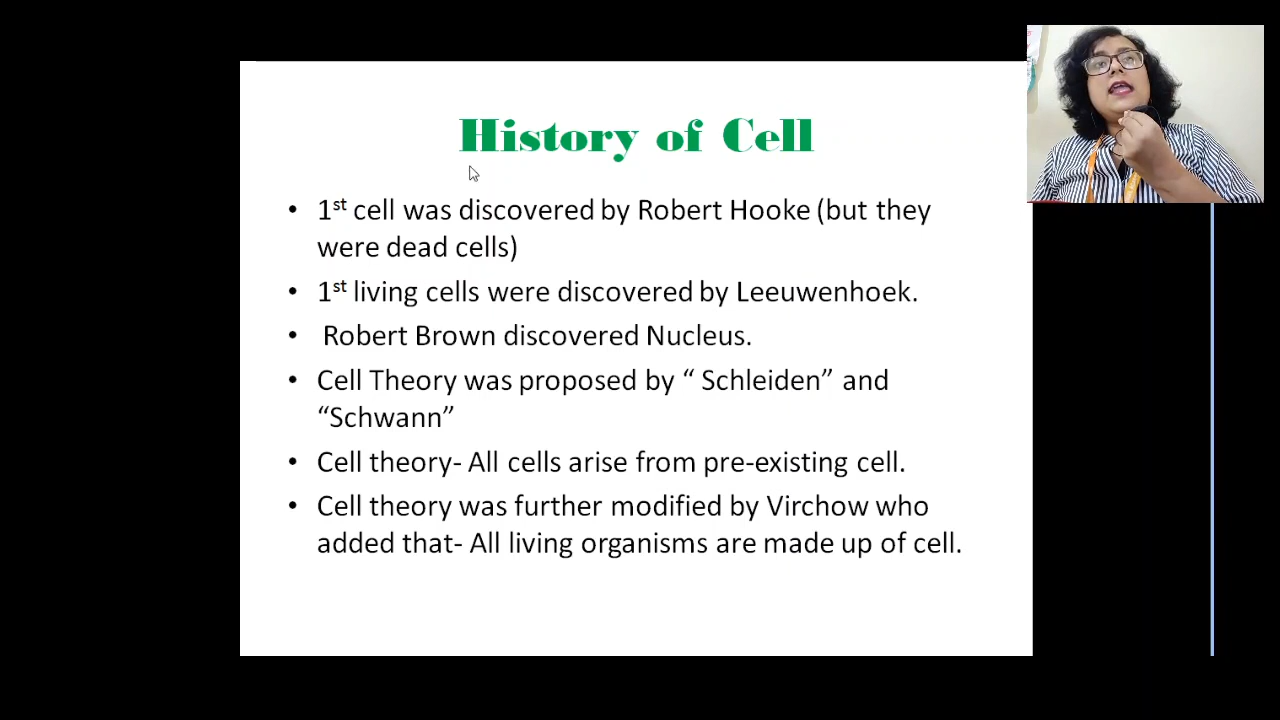 History of Cell
• 1st cell was discovered by Robert Hooke (but they
were dead cells)
• 1st living cells were discovered by Leeuwenhoek.
• Robert Brown discovered Nucleus.
• Cell Theory was proposed by “ Schleiden” and
“Schwann”
• Cell theory- All cells arise from pre-existing cell.
• Cell theory was further modified by Virchow who
added that- All living organisms are made up of cell.